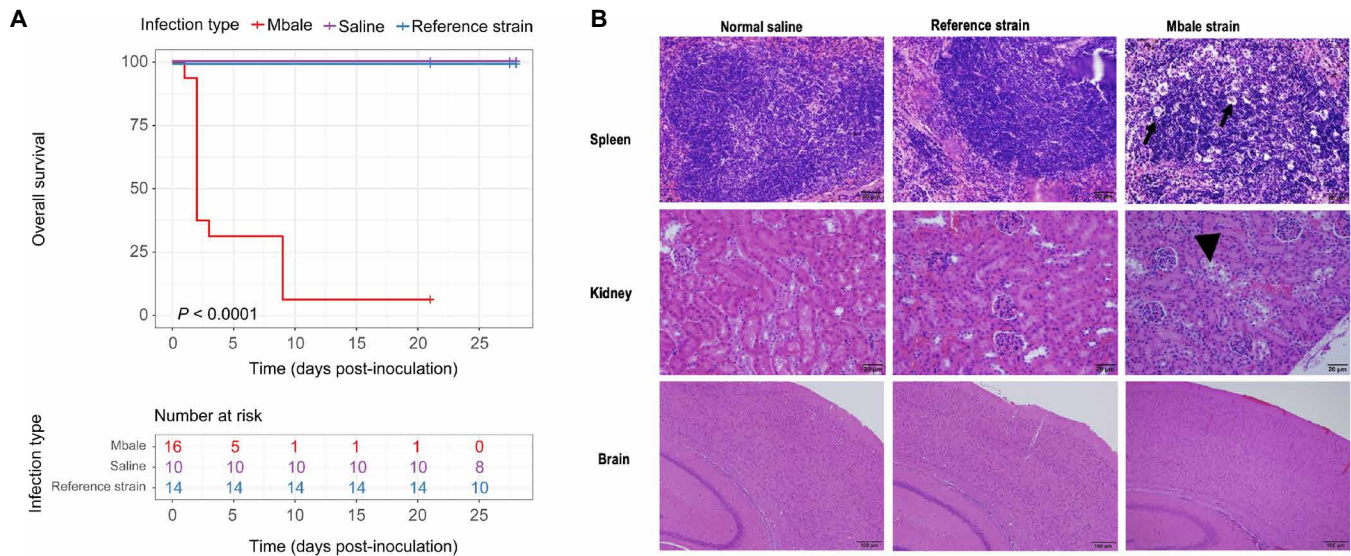 A
Infection type Mbale Saline Reference strain
Overall survival
100
75
50
25
0
P < 0.0001
0 5 10 15 20 25
Time (days post-inoculation)
Number at risk
Infection type
Mbale 16 5 1 1 1 0
Saline 10 10 10 10 10 8
Reference strain 14 14 14 14 14 10
0 5 10 15 20 25
Time (days post-inoculation)
B
Normal saline Reference strain Mbale strain
Spleen
Kidney
20 µm 20 µm 20 µm
Brain
100 µm 100 µm 100 µm